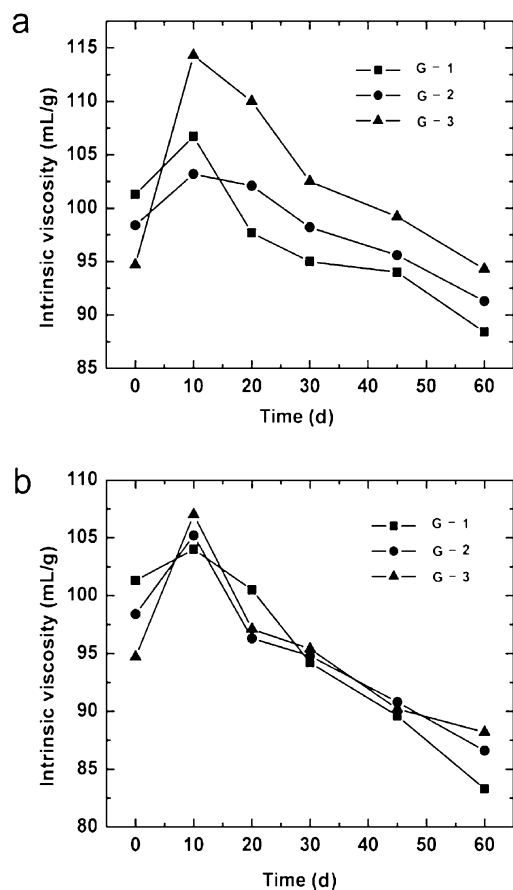 a
Intrinsic viscosity (mL/g)
115
110
105
100
95
90
85
G - 1
G - 2
G - 3
0 10 20 30 40 50 60
Time (d)
b
Intrinsic viscosity (mL/g)
110
105
100
95
90
85
80
G - 1
G - 2
G - 3
0 10 20 30 40 50 60
Time (d)